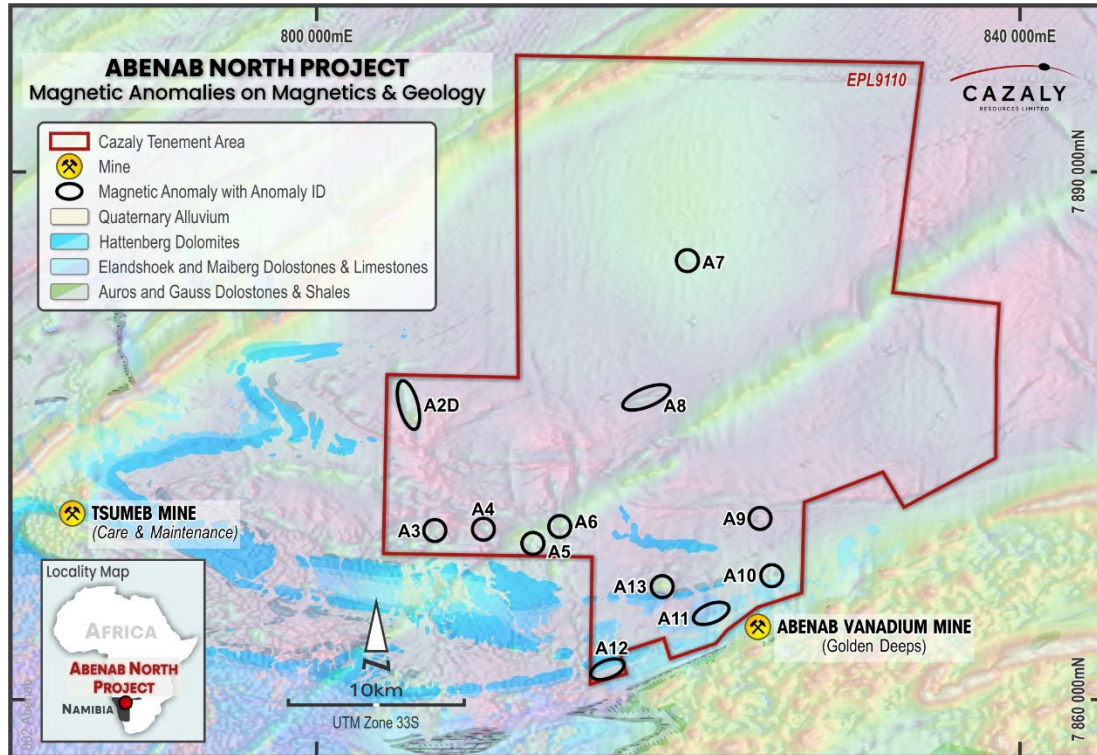 800 000mE
840 000mE
ABENAB NORTH PROJECT
Magnetic Anomalies on Magnetics & Geology
EPL9110
CAZALY
RESOURCES LIMITED
Cazaly Tenement Area
Mine
Magnetic Anomaly with Anomaly ID
Quaternary Alluvium
Hattenberg Dolomites
Elandshoek and Maiberg Dolostones & Limestones
Auros and Gauss Dolostones & Shales
7 890 000mN
A7
A2D
A8
TSUMEB MINE
(Care & Maintenance)
A3
A4
A6
A5
A9
A13
A10
A11
A12
ABENAB VANADIUM MINE
(Golden Deeps)
Locality Map
AFRICA
ABENAB NORTH
PROJECT
NAMIBIA
N
10km
UTM Zone 33S
7 860 000mN